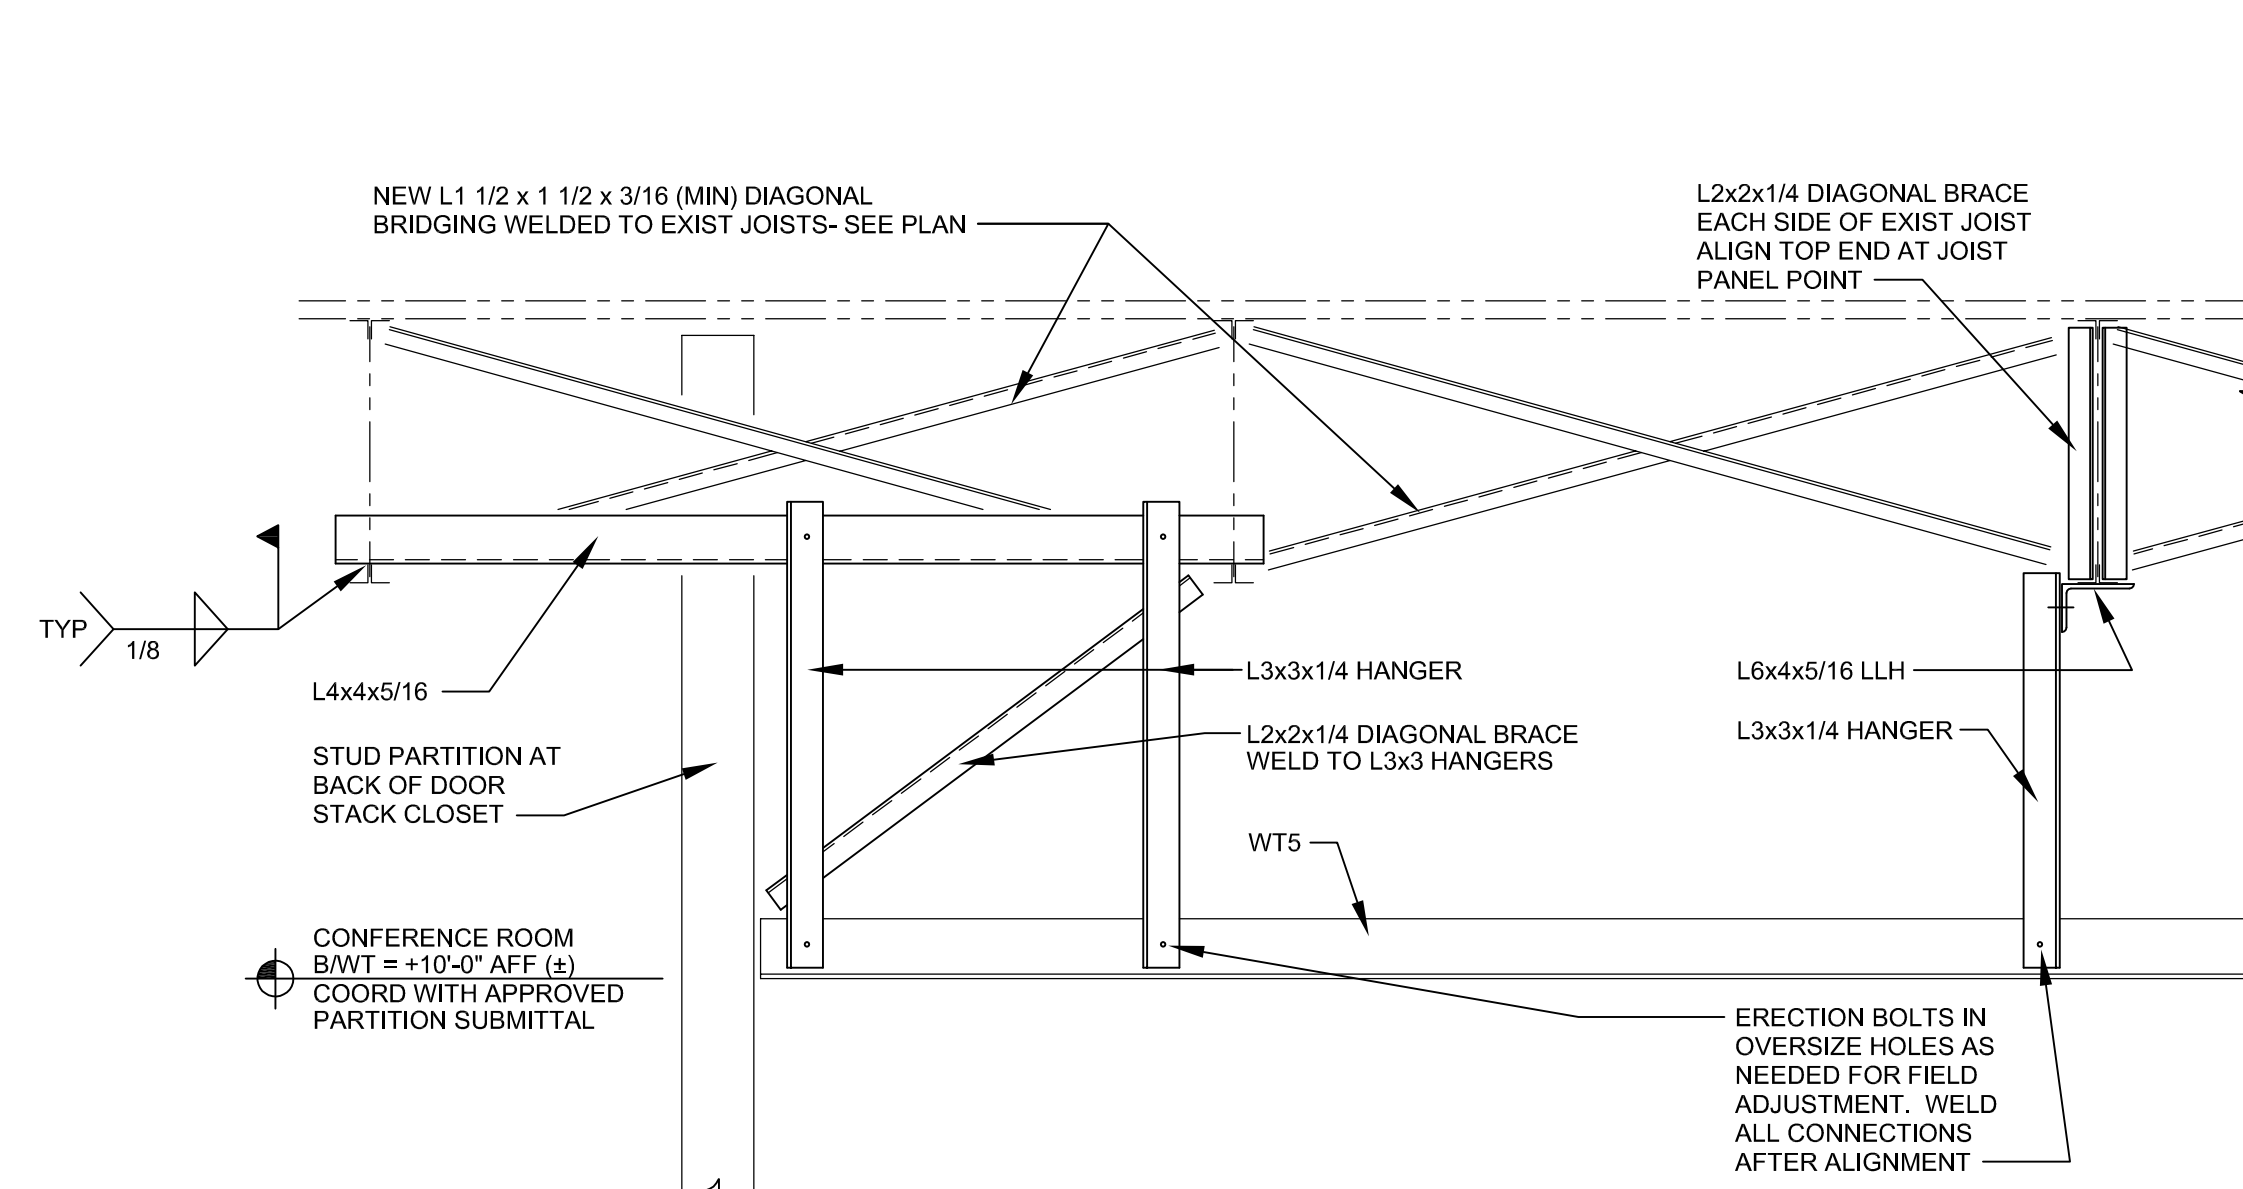 NEW L1 1/2 x 1 1/2 x 3/16 (MIN) DIAGONAL
BRIDGING WELDED TO EXIST JOISTS- SEE PLAN
L2x2x1/4 DIAGONAL BRACE
EACH SIDE OF EXIST JOIST
ALIGN TOP END AT JOIST
PANEL POINT
TYP
1/8
L4x4x5/16
STUD PARTITION AT
BACK OF DOOR
STACK CLOSET
L3x3x1/4 HANGER
L2x2x1/4 DIAGONAL BRACE
WELD TO L3x3 HANGERS
WT5
L6x4x5/16 LLH
L3x3x1/4 HANGER
CONFERENCE ROOM
B/WT = +10'-0" AFF (±)
COORD WITH APPROVED
PARTITION SUBMITTAL
ERECTION BOLTS IN
OVERSIZE HOLES AS
NEEDED FOR FIELD
ADJUSTMENT.  WELD
ALL CONNECTIONS
AFTER ALIGNMENT